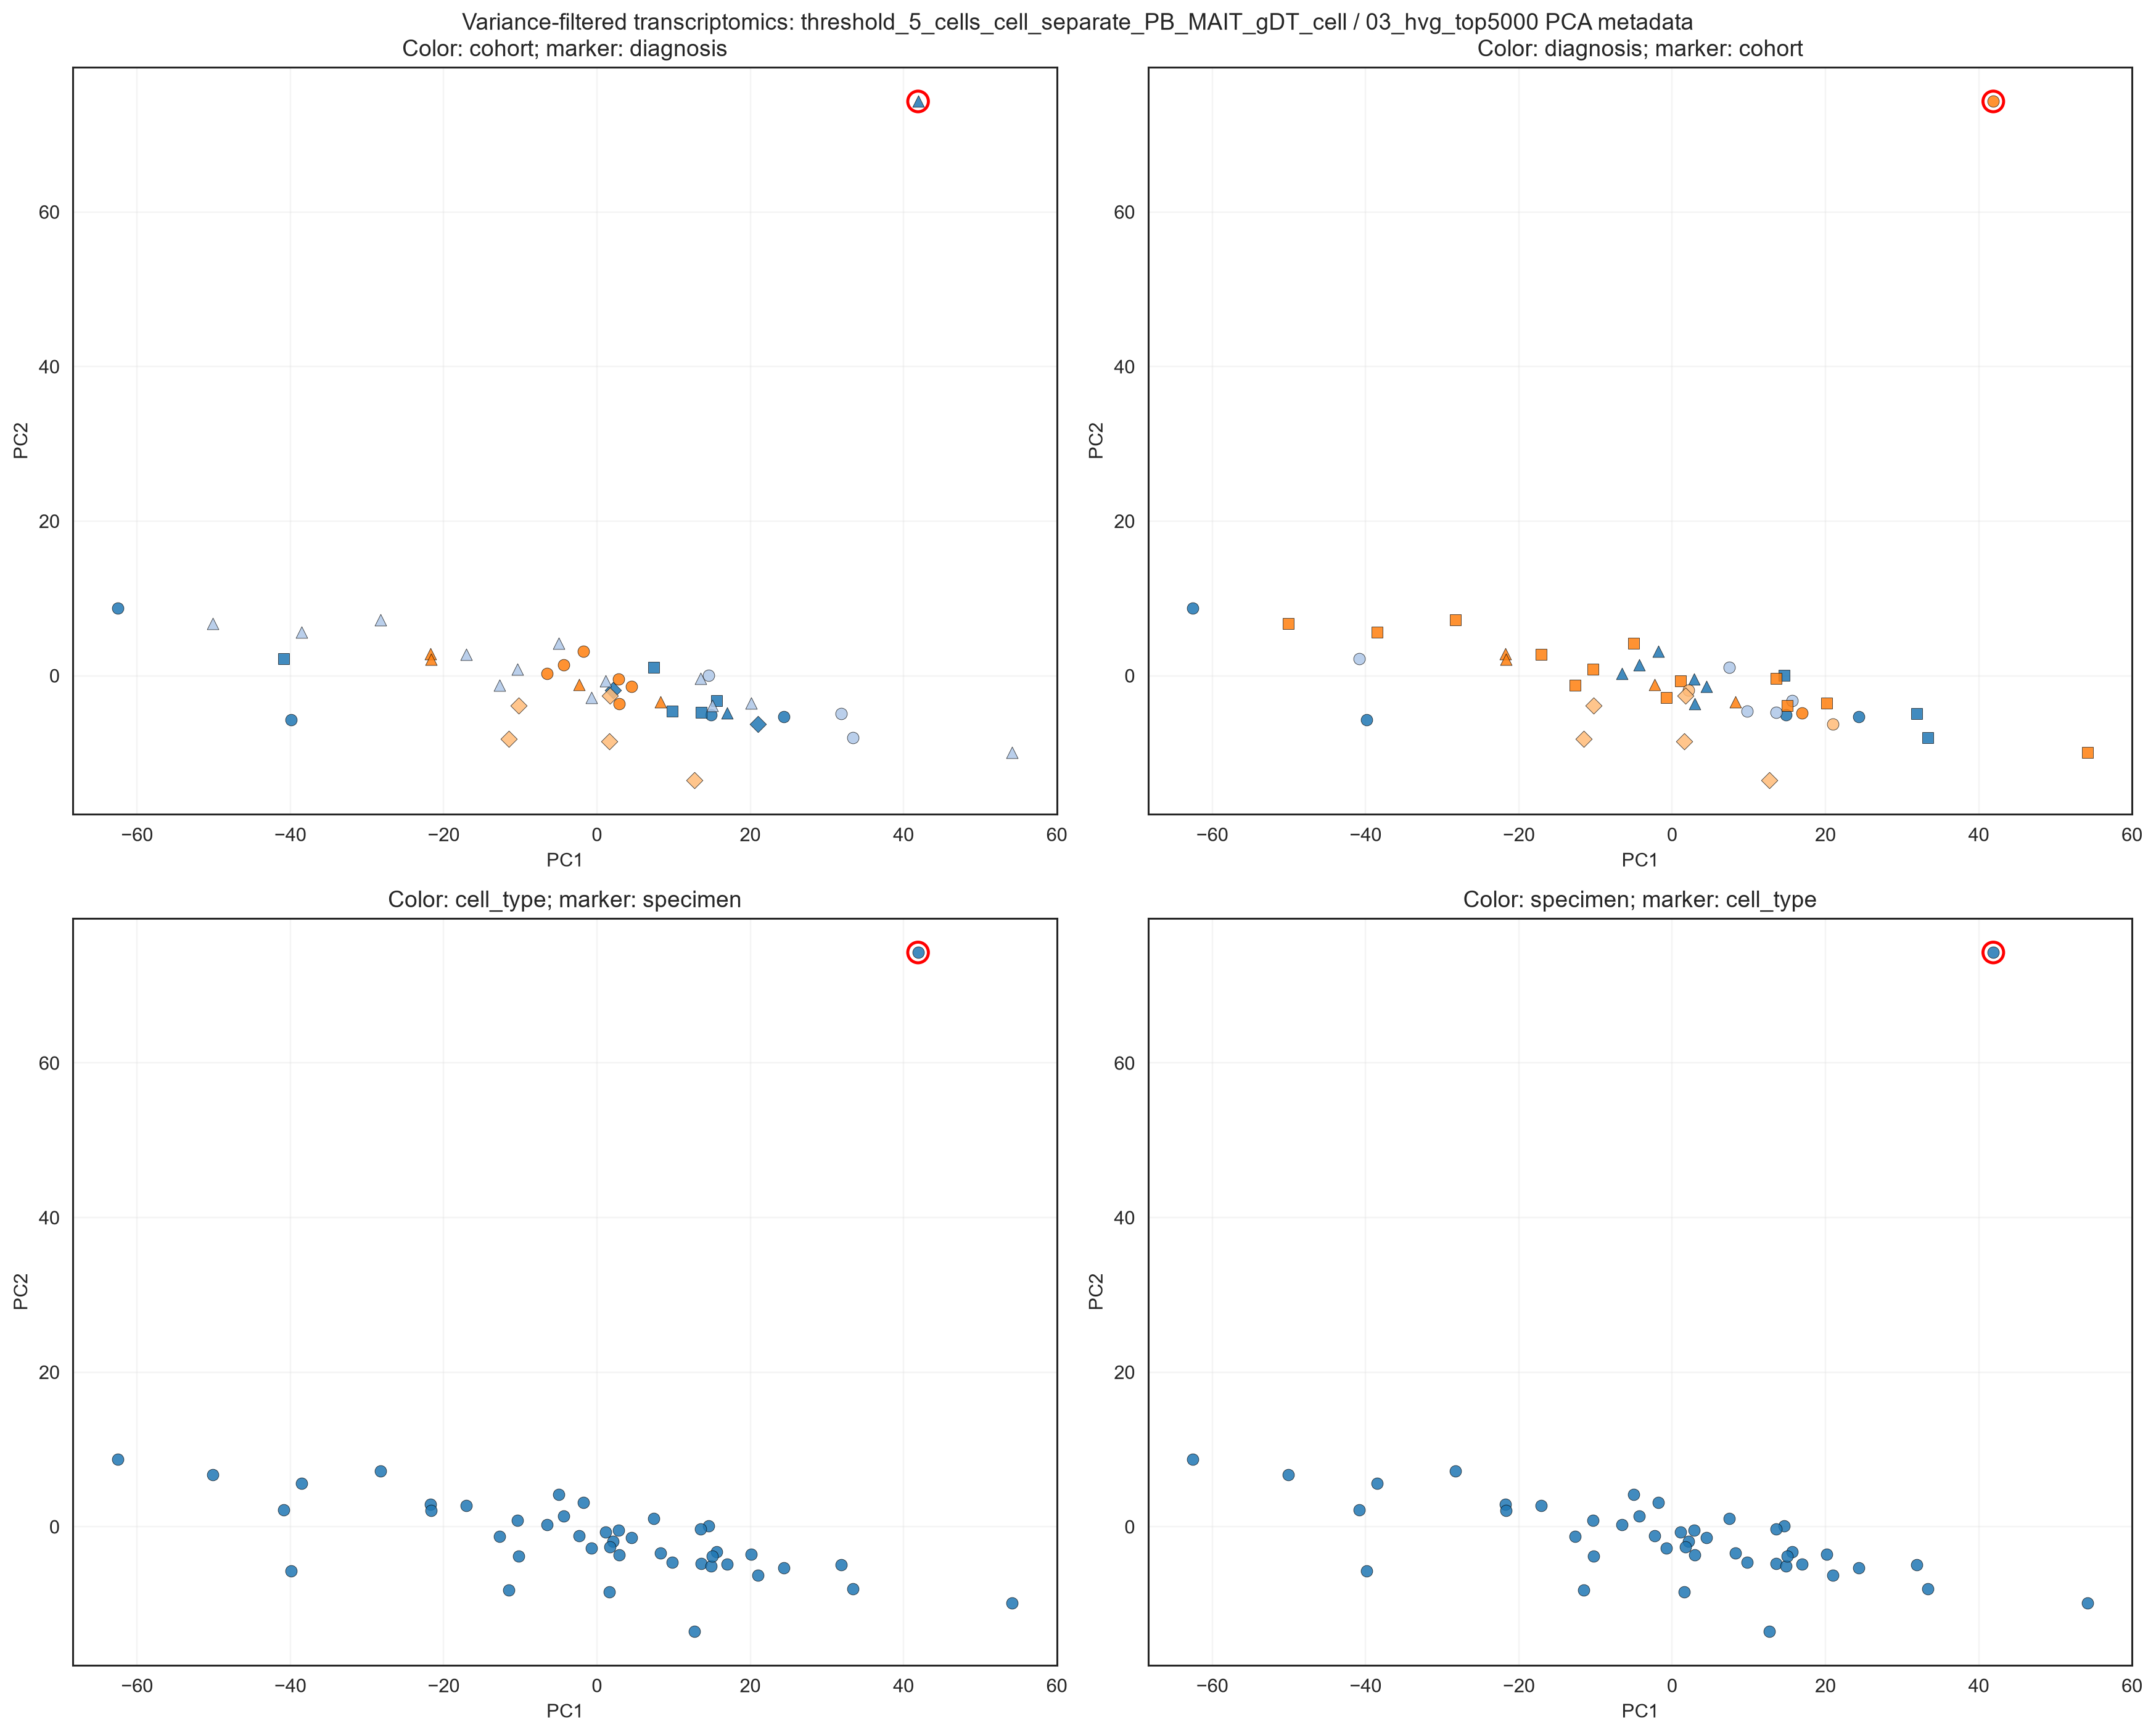 Variance-filtered transcriptomics: threshold_5_cells_cell_separate_PB_MAIT_gDT_cell / 03_hvg_top5000 PCA metadata
Color: cohort; marker: diagnosis
60
40
20
0
PC2
−60 −40 −20 0 20 40 60
PC1
Color: diagnosis; marker: cohort
60
40
20
0
PC2
−60 −40 −20 0 20 40 60
PC1
Color: cell_type; marker: specimen
60
40
20
0
PC2
−60 −40 −20 0 20 40 60
PC1
Color: specimen; marker: cell_type
60
40
20
0
PC2
−60 −40 −20 0 20 40 60
PC1